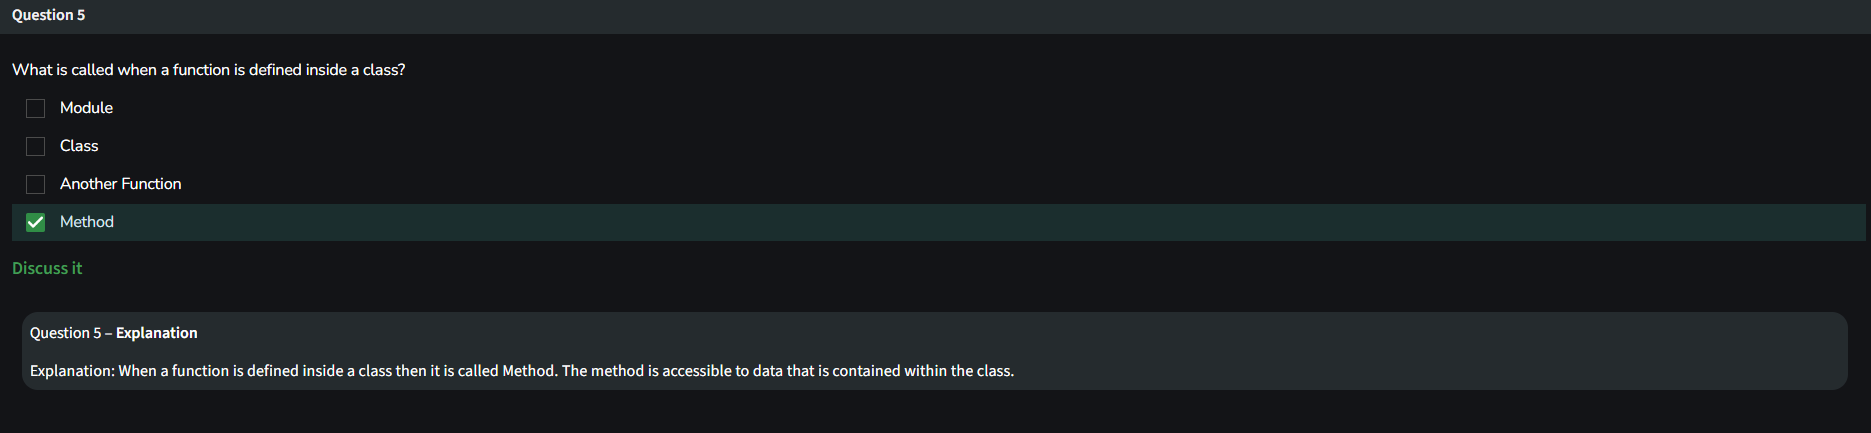 Question 5
What is called when a function is defined inside a class?
Module
Class
Another Function
Method
Discuss it
Question 5 – Explanation
Explanation: When a function is defined inside a class then it is called Method. The method is accessible to data that is contained within the class.